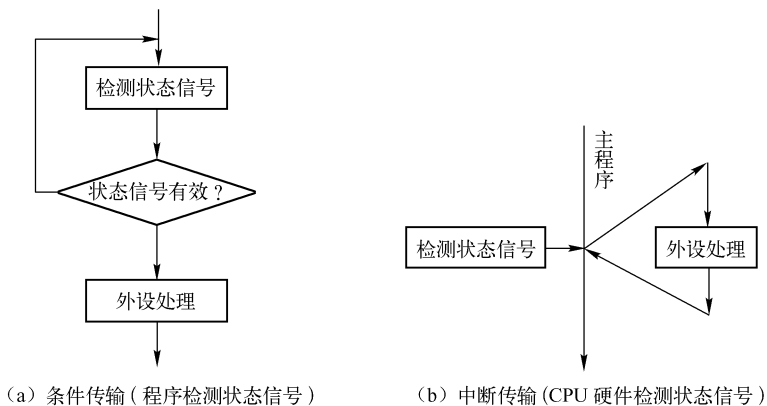 检测状态信号
状态信号有效？
外设处理
（a）条件传输(程序检测状态信号)
主程序
检测状态信号
外设处理
（b）中断传输(CPU 硬件检测状态信号)